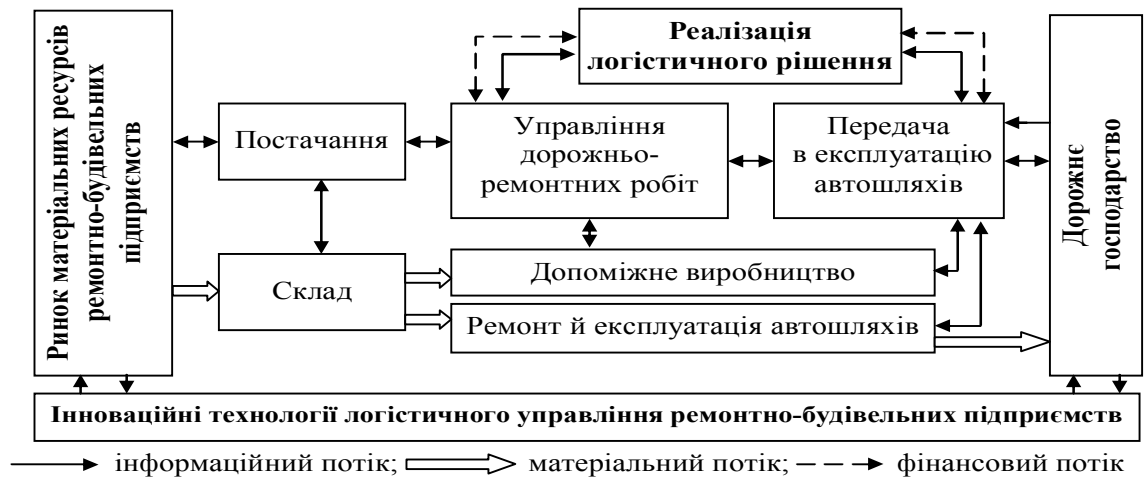 Ринок матеріальних ресурсів
ремонтно-будівельних
підприємств
Постачання
Склад
Реалізація
логістичного рішення
Управління
дорожньо-
ремонтних робіт
Передача
в експлуатацію
автошляхів
Допоміжне виробництво
Ремонт й експлуатація автошляхів
Дорожнє
господарство
Інноваційні технології логістичного управління ремонтно-будівельних підприємств
інформаційний потік; матеріальний потік; фінансовий потік